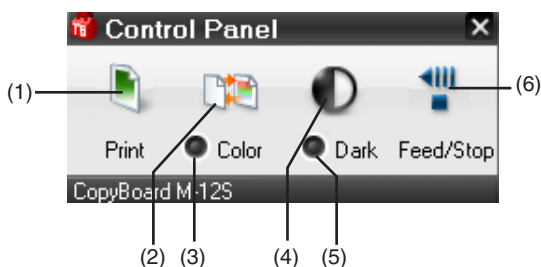 Control Panel
(1)
(6)
Print Color Dark Feed/Stop
CopyBoard M-12S
(2) (3) (4) (5)